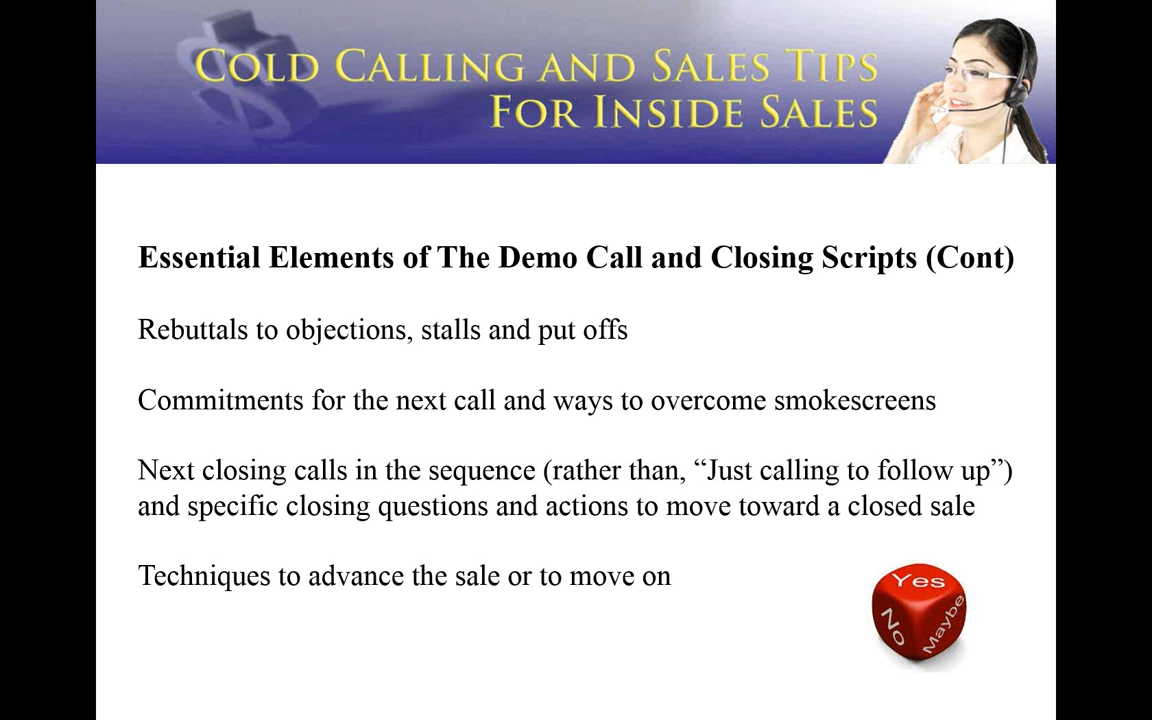 COLD CALLING AND SALES TIPS
FOR INSIDE SALES
Essential Elements of The Demo Call and Closing Scripts (Cont)
Rebuttals to objections, stalls and put offs
Commitments for the next call and ways to overcome smokescreens
Next closing calls in the sequence (rather than, “Just calling to follow up”)
and specific closing questions and actions to move toward a closed sale
Techniques to advance the sale or to move on
Yes
No
Maybe